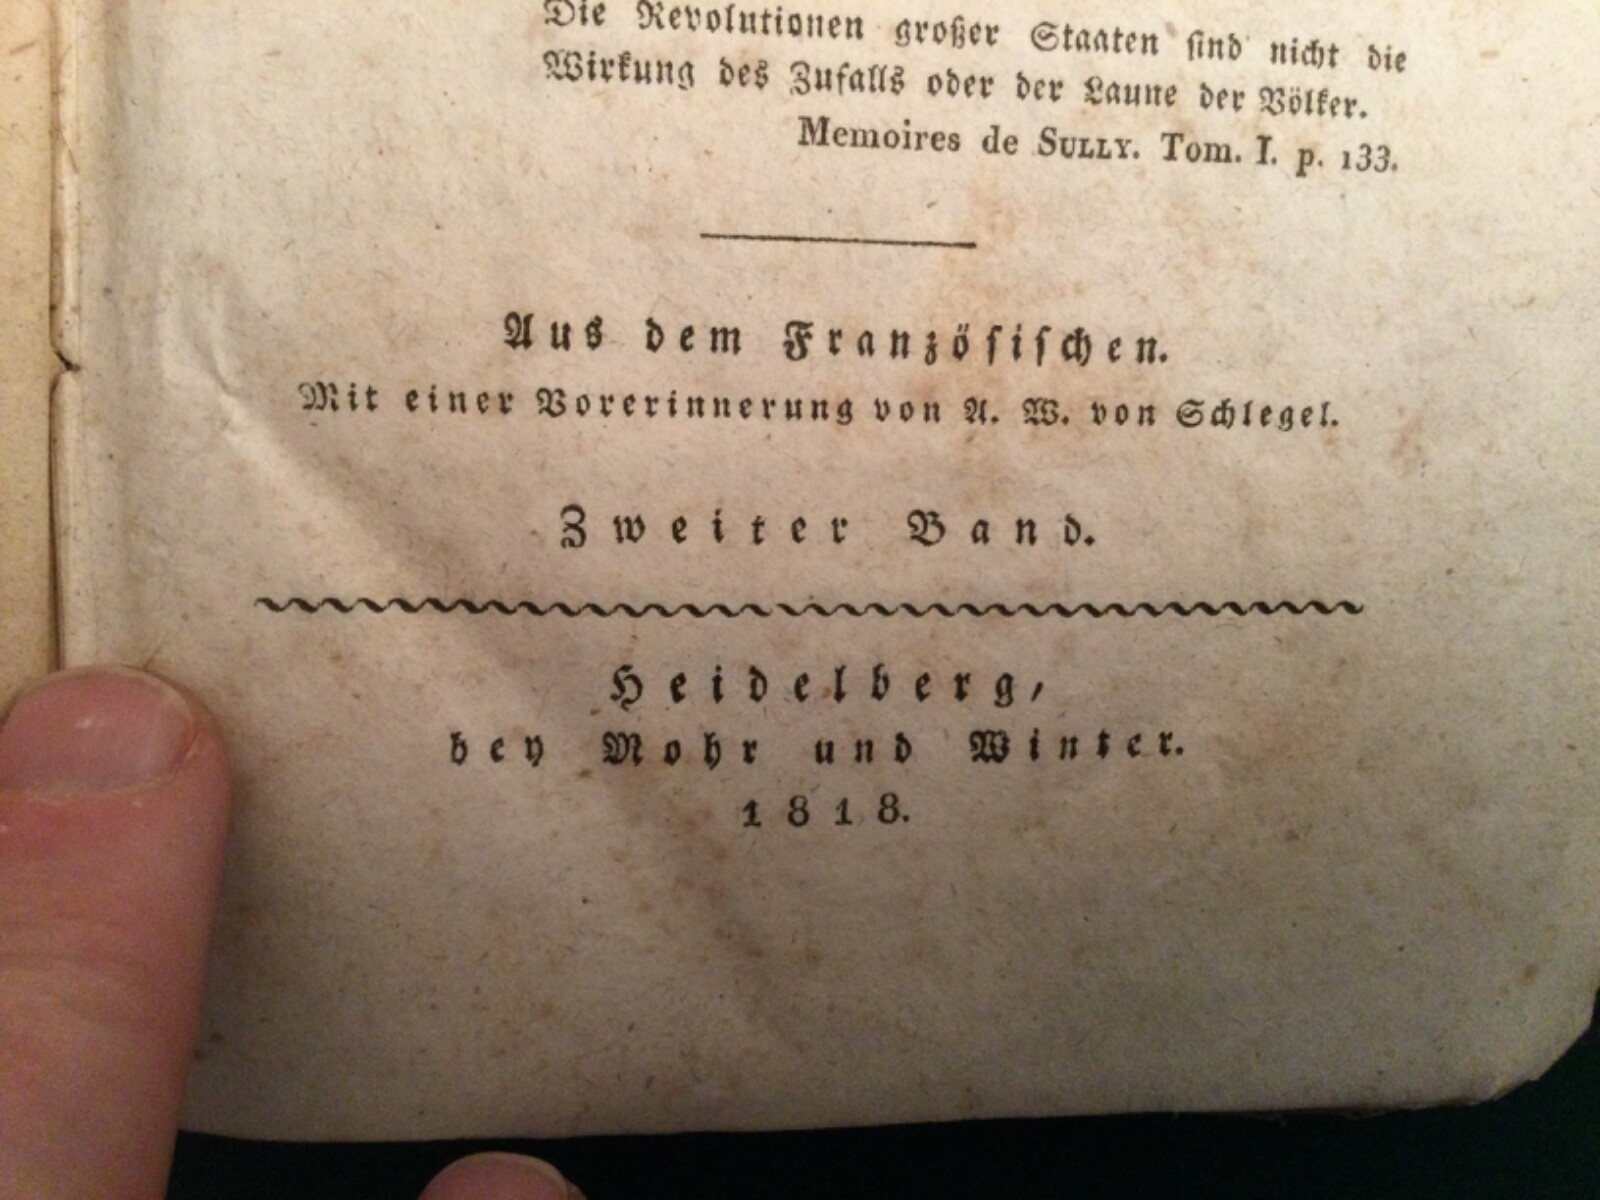 Die Revolutionen großer Staaten sind nicht die
Wirkung des Zufalls oder der Laune der Völker.
Memoires de SULLY. Tom. I. p. 133.
Aus dem Französischen.
Mit einer Vorerinnerung von A. W. von Schlegel.
Zweiter Band.
Heidelberg,
bey Mohr und Winter.
1818.